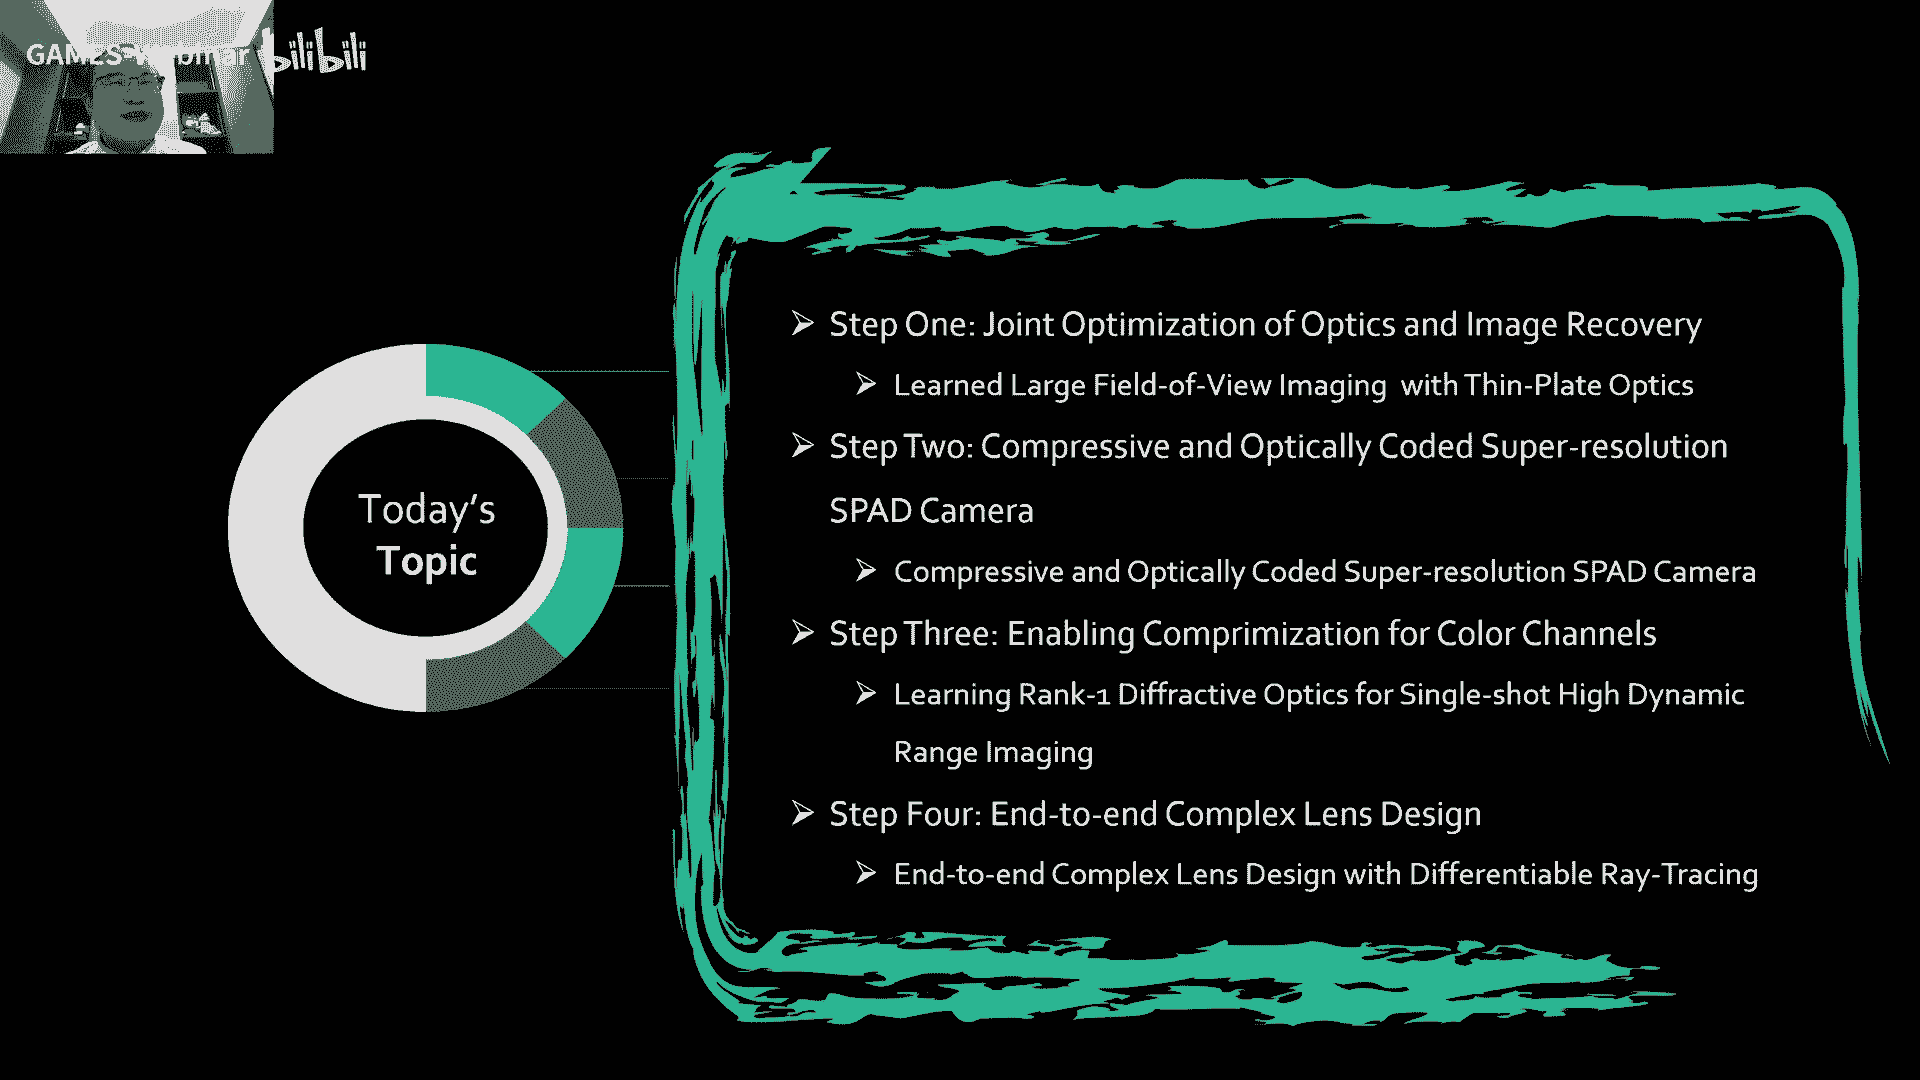 GAMES-Webinar bilibili
Today's
Topic
Step One: Joint Optimization of Optics and Image Recovery
Learned Large Field-of-View Imaging with Thin-Plate Optics
Step Two: Compressive and Optically Coded Super-resolution
SPAD Camera
Compressive and Optically Coded Super-resolution SPAD Camera
Step Three: Enabling Comprimization for Color Channels
Learning Rank-1 Diffractive Optics for Single-shot High Dynamic
Range Imaging
Step Four: End-to-end Complex Lens Design
End-to-end Complex Lens Design with Differentiable Ray-Tracing